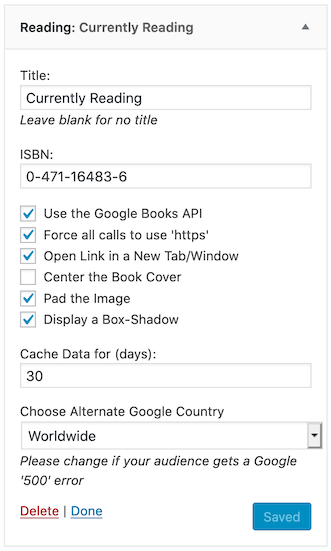 Reading: Currently Reading
Title:
Currently Reading
Leave blank for no title
ISBN:
0-471-16483-6
Use the Google Books API
Force all calls to use 'https'
Open Link in a New Tab/Window
Center the Book Cover
Pad the Image
Display a Box-Shadow
Cache Data for (days):
30
Choose Alternate Google Country
Worldwide
Please change if your audience gets a Google
'500' error
Delete | Done
Saved